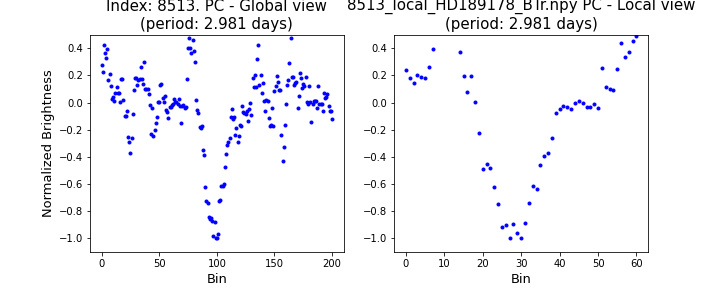 Index: 8513. PC - Global view
(period: 2.981 days)
8513_local_HD189178_BTr.npy PC - Local view
(period: 2.981 days)
Normalized Brightness
0.4
0.2
0.0
−0.2
−0.4
−0.6
−0.8
−1.0
0 50 100 150 200
Bin
0.4
0.2
0.0
−0.2
−0.4
−0.6
−0.8
−1.0
0 10 20 30 40 50 60
Bin